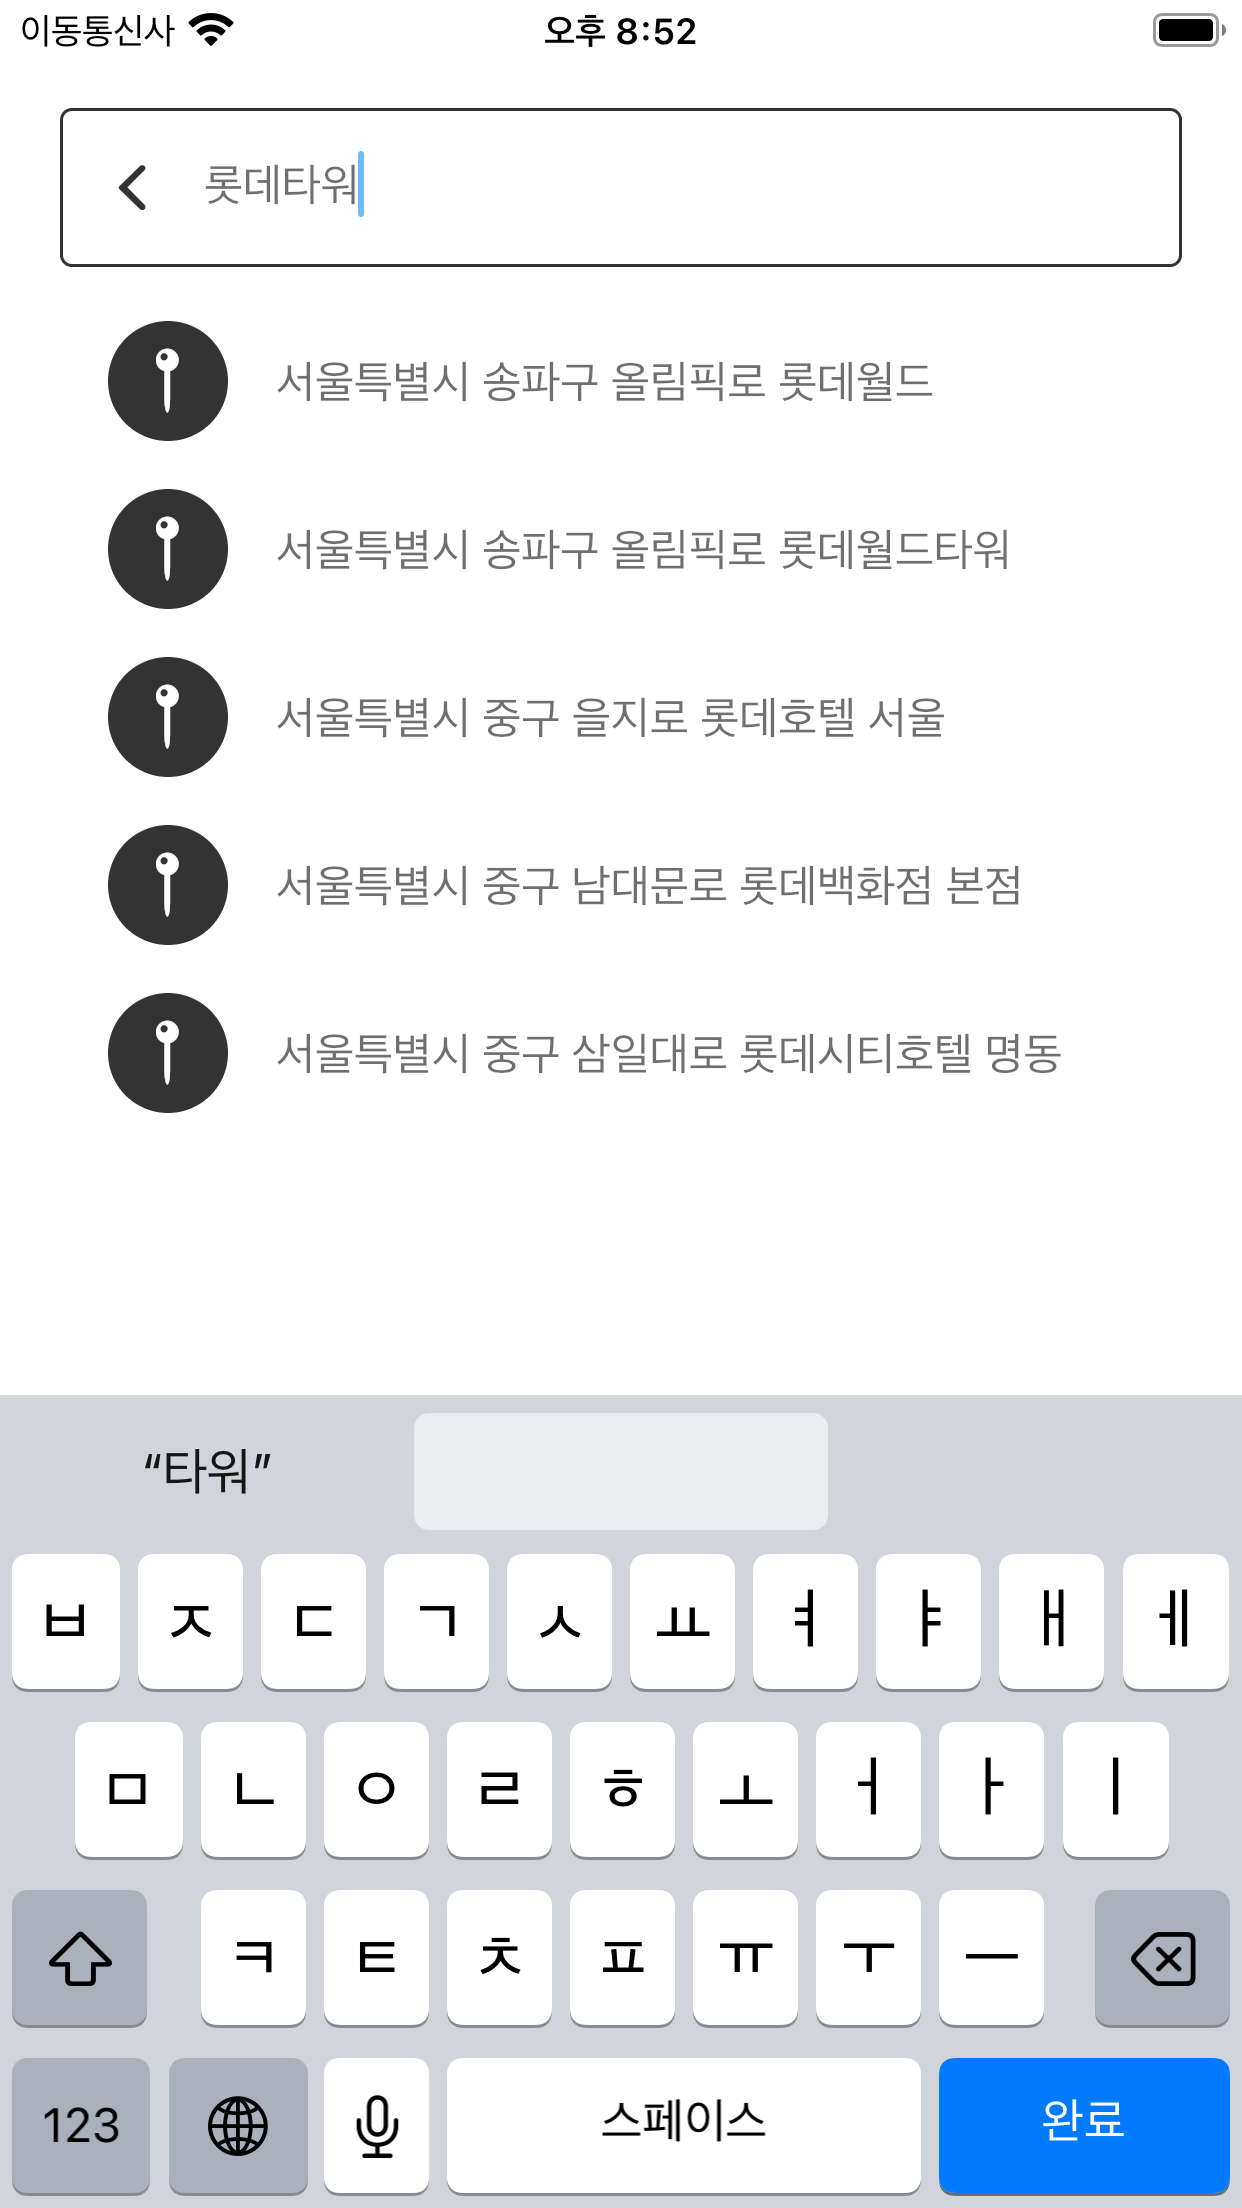 이동통신사 오후 8:52
롯데타워
서울특별시 송파구 올림픽로 롯데월드
서울특별시 송파구 올림픽로 롯데월드타워
서울특별시 중구 을지로 롯데호텔 서울
서울특별시 중구 남대문로 롯데백화점 본점
서울특별시 중구 삼일대로 롯데시티호텔 명동
“타워”
ㅂ ㅈ ㄷ ㄱ ㅅ ㅛ ㅕ ㅑ ㅐ ㅔ
ㅁ ㄴ ㅇ ㄹ ㅎ ㅗ ㅓ ㅏ ㅣ
ㅋ ㅌ ㅊ ㅍ ㅠ ㅜ ㅡ
123 스페이스 완료